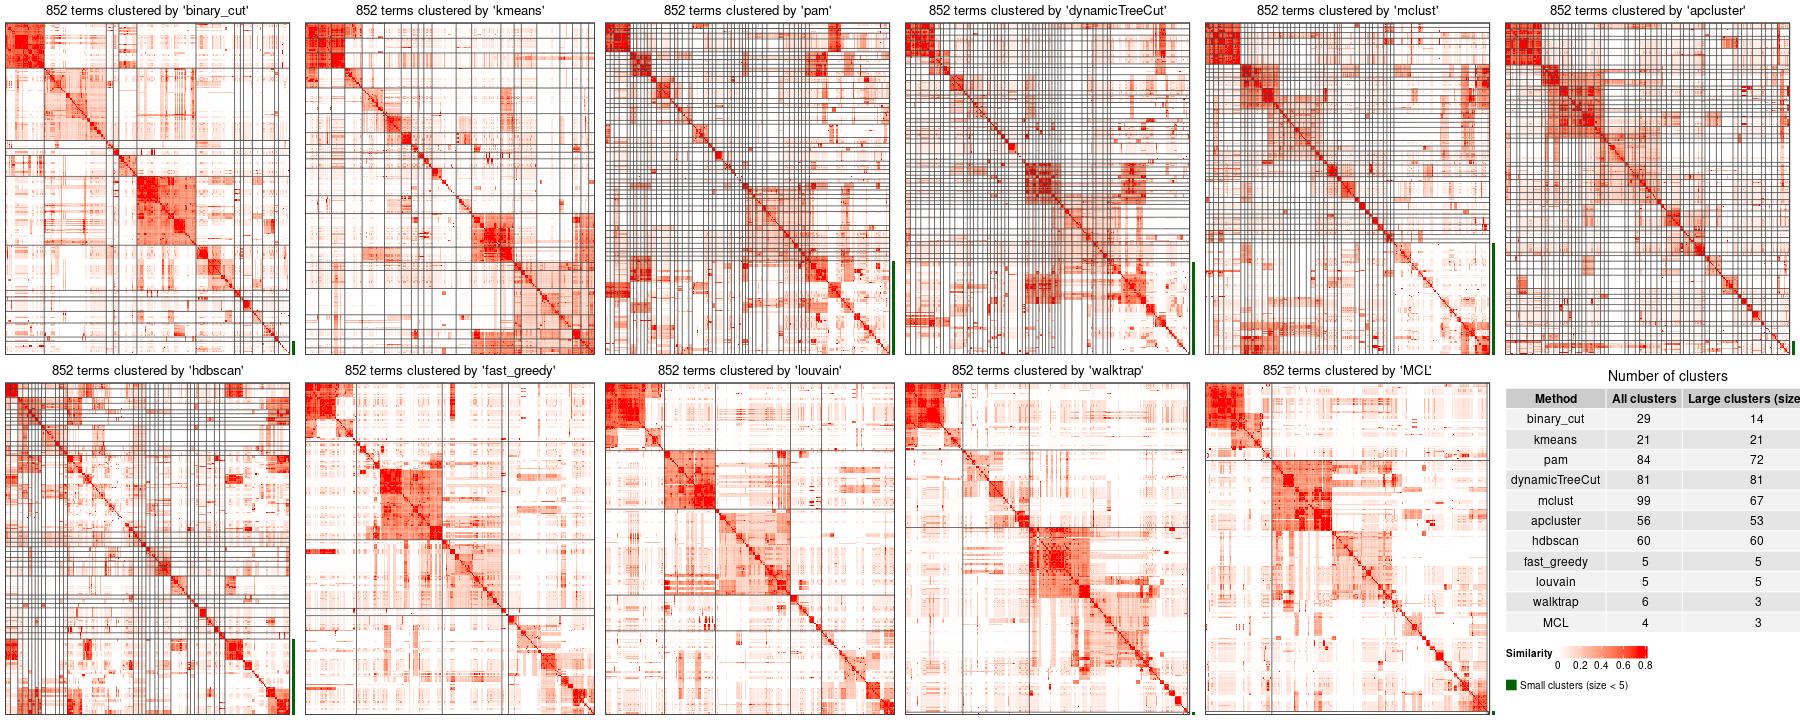 852 terms clustered by 'binary_cut'
852 terms clustered by 'kmeans'
852 terms clustered by 'pam'
852 terms clustered by 'dynamicTreeCut'
852 terms clustered by 'mclust'
852 terms clustered by 'apcluster'
852 terms clustered by 'hdbscan'
852 terms clustered by 'fast_greedy'
852 terms clustered by 'louvain'
852 terms clustered by 'walktrap'
852 terms clustered by 'MCL'
Number of clusters
Method All clusters Large clusters (size
binary_cut 29 14
kmeans 21 21
pam 84 72
dynamicTreeCut 81 81
mclust 99 67
apcluster 56 53
hdbscan 60 60
fast_greedy 5 5
louvain 5 5
walktrap 6 3
MCL 4 3
Similarity
0 0.2 0.4 0.6 0.8
Small clusters (size < 5)